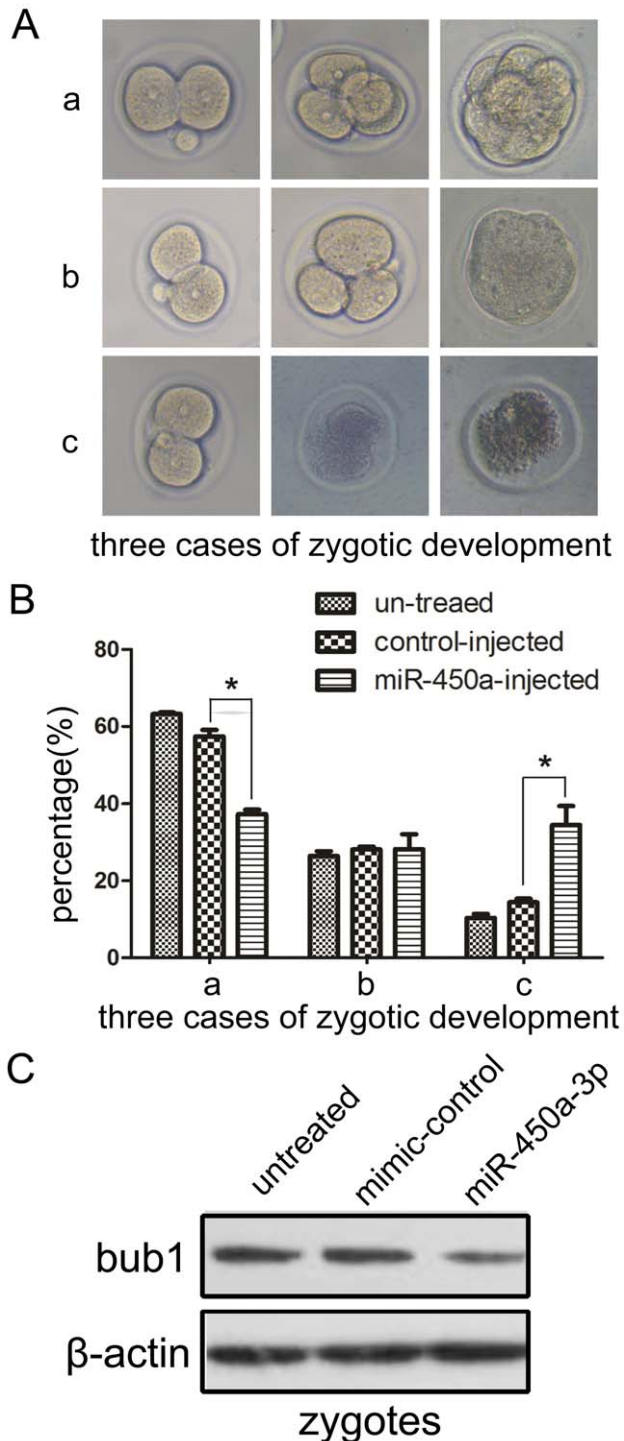 A
a
b
c
three cases of zygotic development
B
un-treaed
control-injected
miR-450a-injected
percentage(%)
80
60
40
20
0
*
*
a
b
c
three cases of zygotic development
C
untreated
mimic-control
miR-450a-3p
bub1
β-actin
zygotes